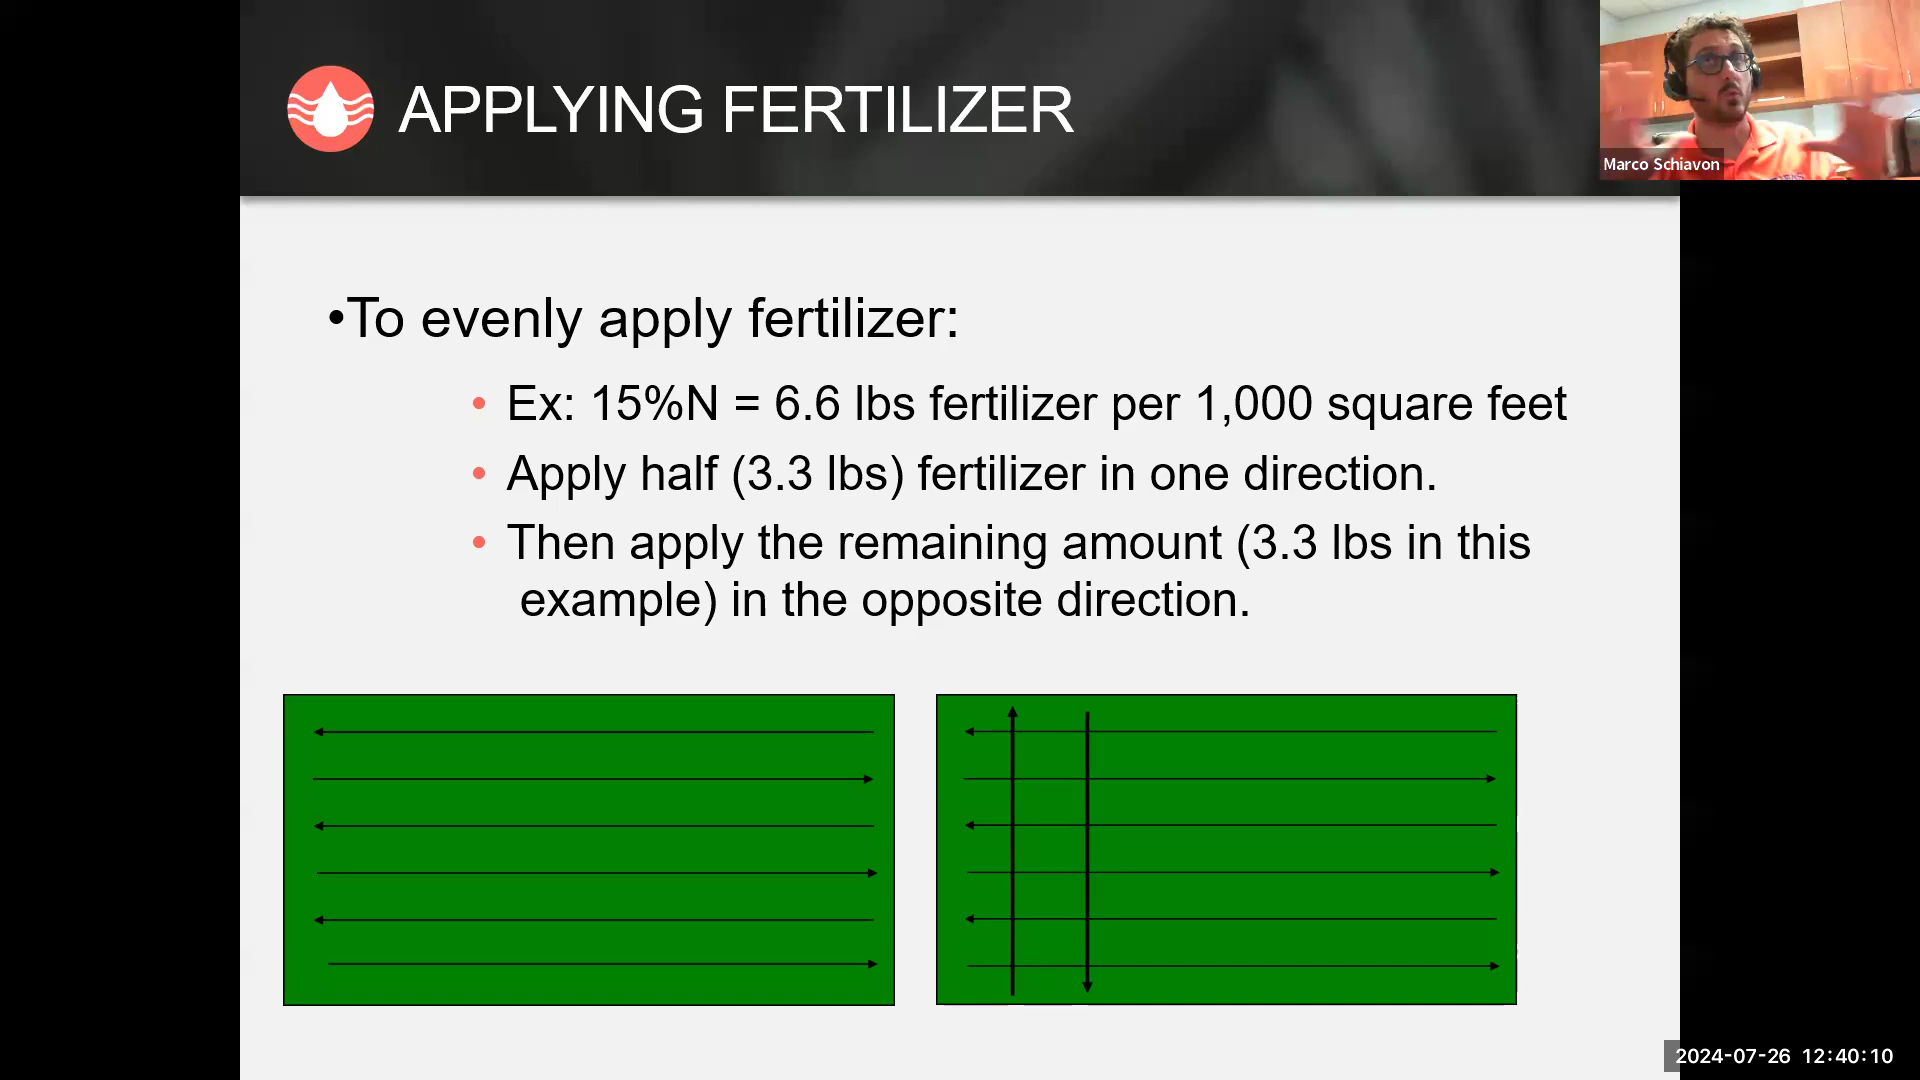 APPLYING FERTILIZER
Marco Schiavon
•To evenly apply fertilizer:
• Ex: 15%N = 6.6 lbs fertilizer per 1,000 square feet
• Apply half (3.3 lbs) fertilizer in one direction.
• Then apply the remaining amount (3.3 lbs in this
example) in the opposite direction.
2024-07-26 12:40:10